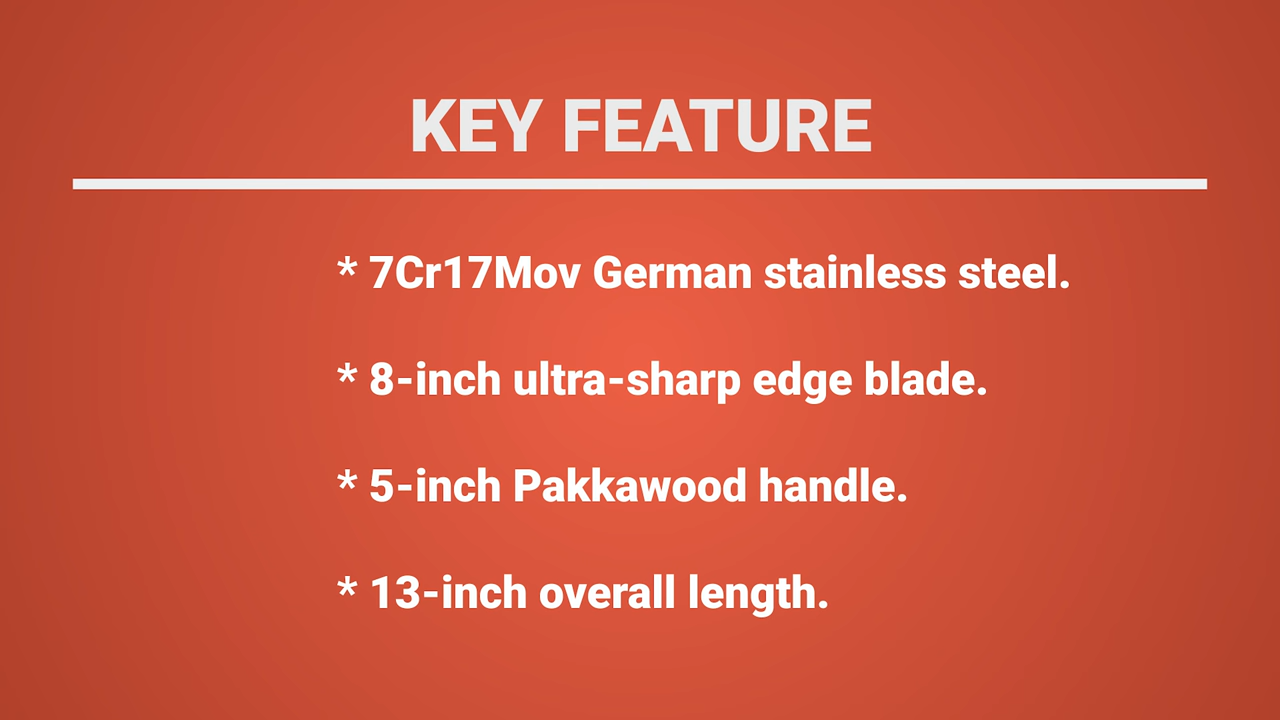 KEY FEATURE
* 7Cr17Mov German stainless steel.
* 8-inch ultra-sharp edge blade.
* 5-inch Pakkawood handle.
* 13-inch overall length.